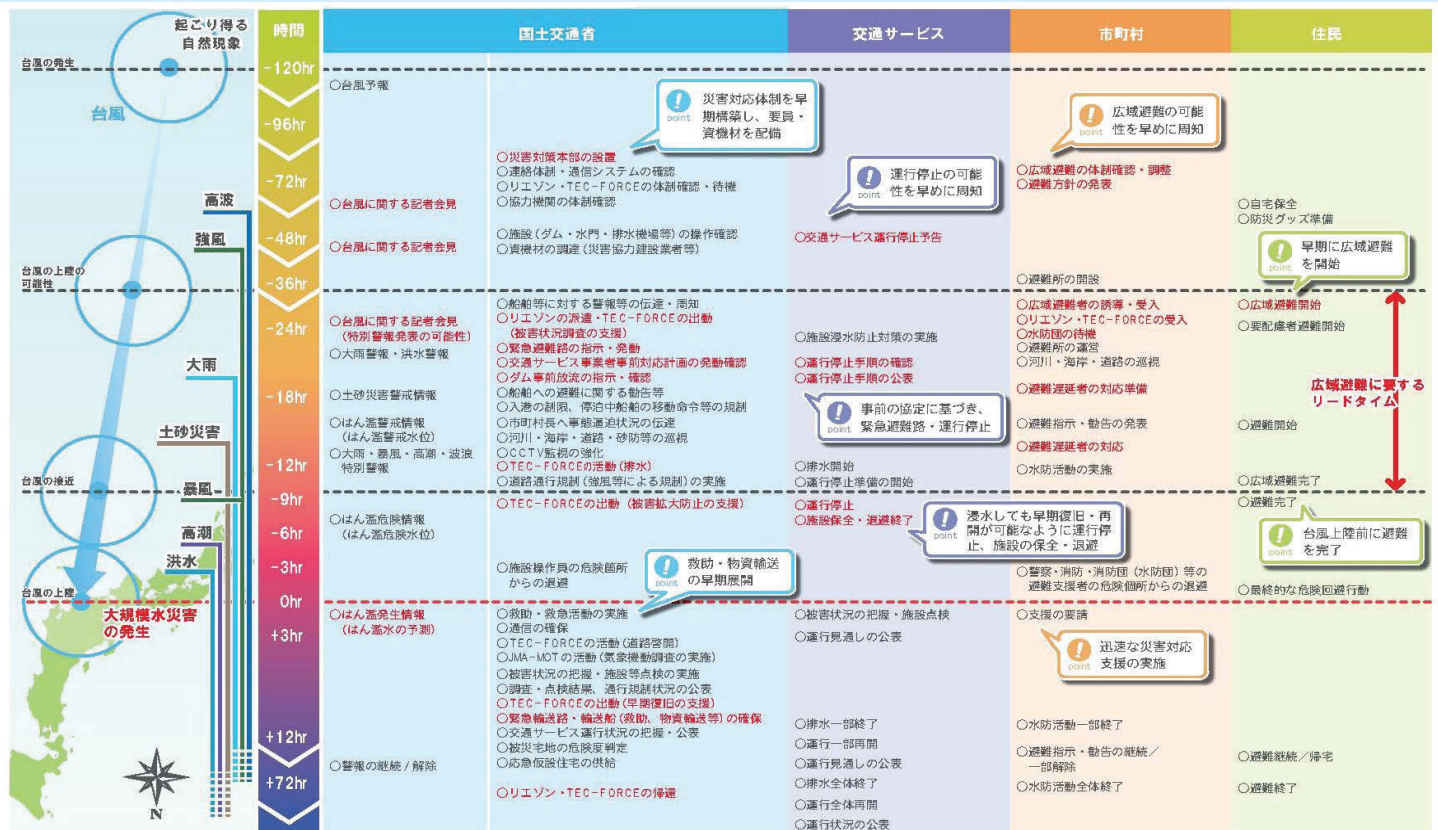 起こり得る
自然現象
時間
国土交通省
交通サービス
市町村
住民
台風の発生
台風
高波
強風
台風の上陸の
可能性
大雨
土砂災害
台風の接近
暴風
高潮
洪水
台風の上陸
大規模水災害
の発生
N
-120hr
-96hr
-72hr
-48hr
-36hr
-24hr
-18hr
-12hr
-9hr
-6hr
-3hr
0hr
+3hr
+12hr
+72hr
○台風予報
○台風に関する記者会見
○台風に関する記者会見
○台風に関する記者会見
(特別警報発表の可能性)
○大雨警報・洪水警報
○土砂災害警戒情報
○はん濫警戒情報
(はん濫警戒水位)
○大雨・暴風・高潮・波浪
特別警報
○はん濫危険情報
(はん濫危険水位)
○はん濫発生情報
(はん濫水の予測)
○警報の継続/解除
! point
災害対応体制を早
期構築し、要員・
資機材を配備
○災害対策本部の設置
○連絡体制・通信システムの確認
○リエゾン・TEC-FORCEの体制確認・待機
○協力機関の体制確認
○施設(ダム・水門・排水機場等)の操作確認
○資機材の調達(災害協力建設業者等)
○船舶等に対する警報等の伝達・周知
○リエゾンの派遣・TEC-FORCEの出動
(被害状況調査の支援)
○緊急避難路の指示・発動
○交通サービス事業者事前対応計画の発動確認
○ダム事前放流の指示・確認
○船舶への避難に関する勧告等
○入港の制限、停泊中船舶の移動命令等の規制
○市町村長へ事態逼迫状況の伝達
○河川・海岸・道路・砂防等の巡視
○CCTV監視の強化
○TEC-FORCEの活動(排水)
○道路通行規制(強風等による規制)の実施
○TEC-FORCEの出動 (被害拡大防止の支援)
○施設操作員の危険箇所
からの退避
! point
救助・物資輸送
の早期展開
○救助・救急活動の実施
○通信の確保
○TEC-FORCEの活動(道路啓開)
○JMA-MOTの活動(気象機動調査の実施)
○被害状況の把握・施設等点検の実施
○調査・点検結果、通行規制状況の公表
○TEC-FORCEの出動(早期復旧の支援)
○緊急輸送路・輸送船(救助、物資輸送等)の確保
○交通サービス運行状況の把握・公表
○被災宅地の危険度判定
○応急仮設住宅の供給
○リエゾン・TEC-FORCEの帰還
! point
運行停止の可能
性を早めに周知
○交通サービス運行停止予告
○施設浸水防止対策の実施
○運行停止手順の確認
○運行停止手順の公表
! point
事前の協定に基づき、
緊急避難路・運行停止
○排水開始
○運行停止準備の開始
○運行停止
○施設保全・退避終了
! point
浸水しても早期復旧・再
開が可能なように運行停
止、施設の保全・退避
○被害状況の把握・施設点検
○運行見通しの公表
○排水一部終了
○運行一部再開
○運行見通しの公表
○排水全体終了
○運行全体再開
○運行状況の公表
! point
広域避難の可能
性を早めに周知
○広域避難の体制確認・調整
○避難方針の発表
○避難所の開設
○広域避難者の誘導・受入
○リエゾン・TEC-FORCEの受入
○水防団の待機
○避難所の運営
○河川・海岸・道路の巡視
○避難遅延者の対応準備
○避難指示・勧告の発表
○避難遅延者の対応
○水防活動の実施
○警察・消防・消防団(水防団)等の
避難支援者の危険個所からの退避
○支援の要請
! point
迅速な災害対応
支援の実施
○水防活動一部終了
○避難指示・勧告の継続/
一部解除
○水防活動全体終了
○自宅保全
○防災グッズ準備
! point
早期に広域避難
を開始
○広域避難開始
○要配慮者避難開始
広域避難に要する
リードタイム
○避難開始
○広域避難完了
○避難完了
! point
台風上陸前に避難
を完了
○最終的な危険回避行動
○避難継続/帰宅
○避難終了